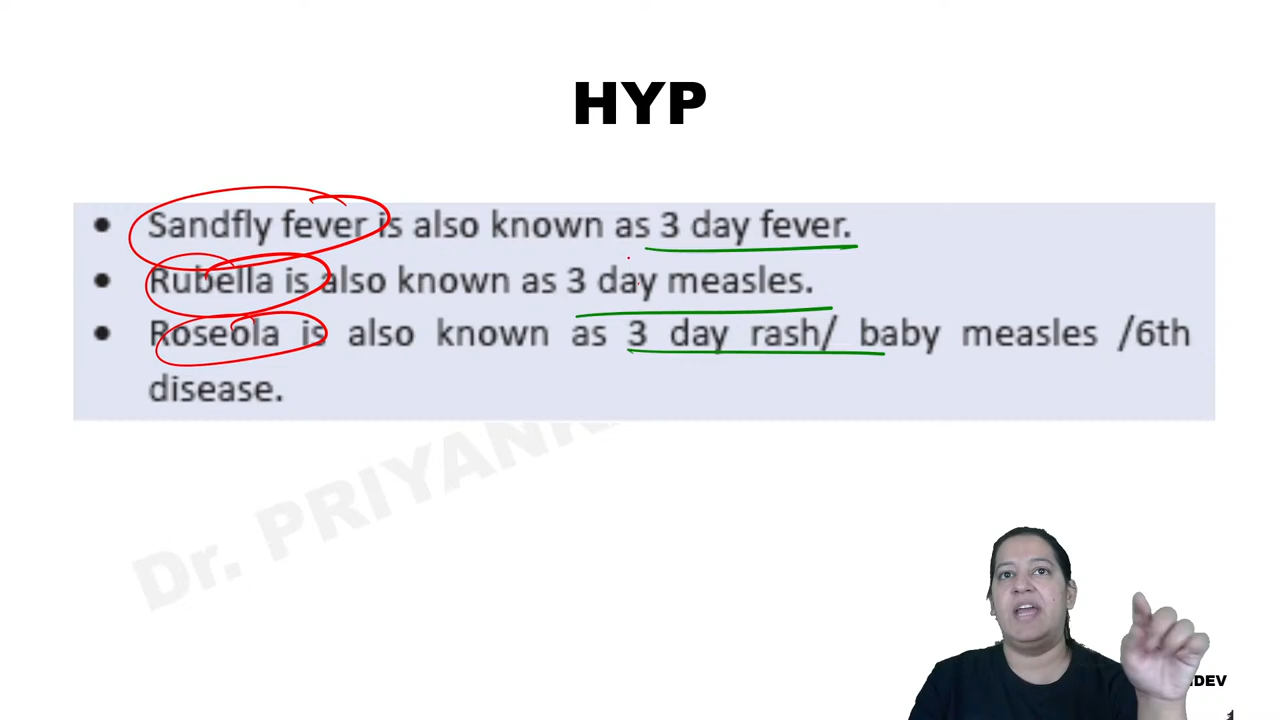 HYP
• Sandfly fever is also known as 3 day fever.
• Rubella is also known as 3 day measles.
• Roseola is also known as 3 day rash/ baby measles /6th
disease.
Dr. PRIYANK
DEV